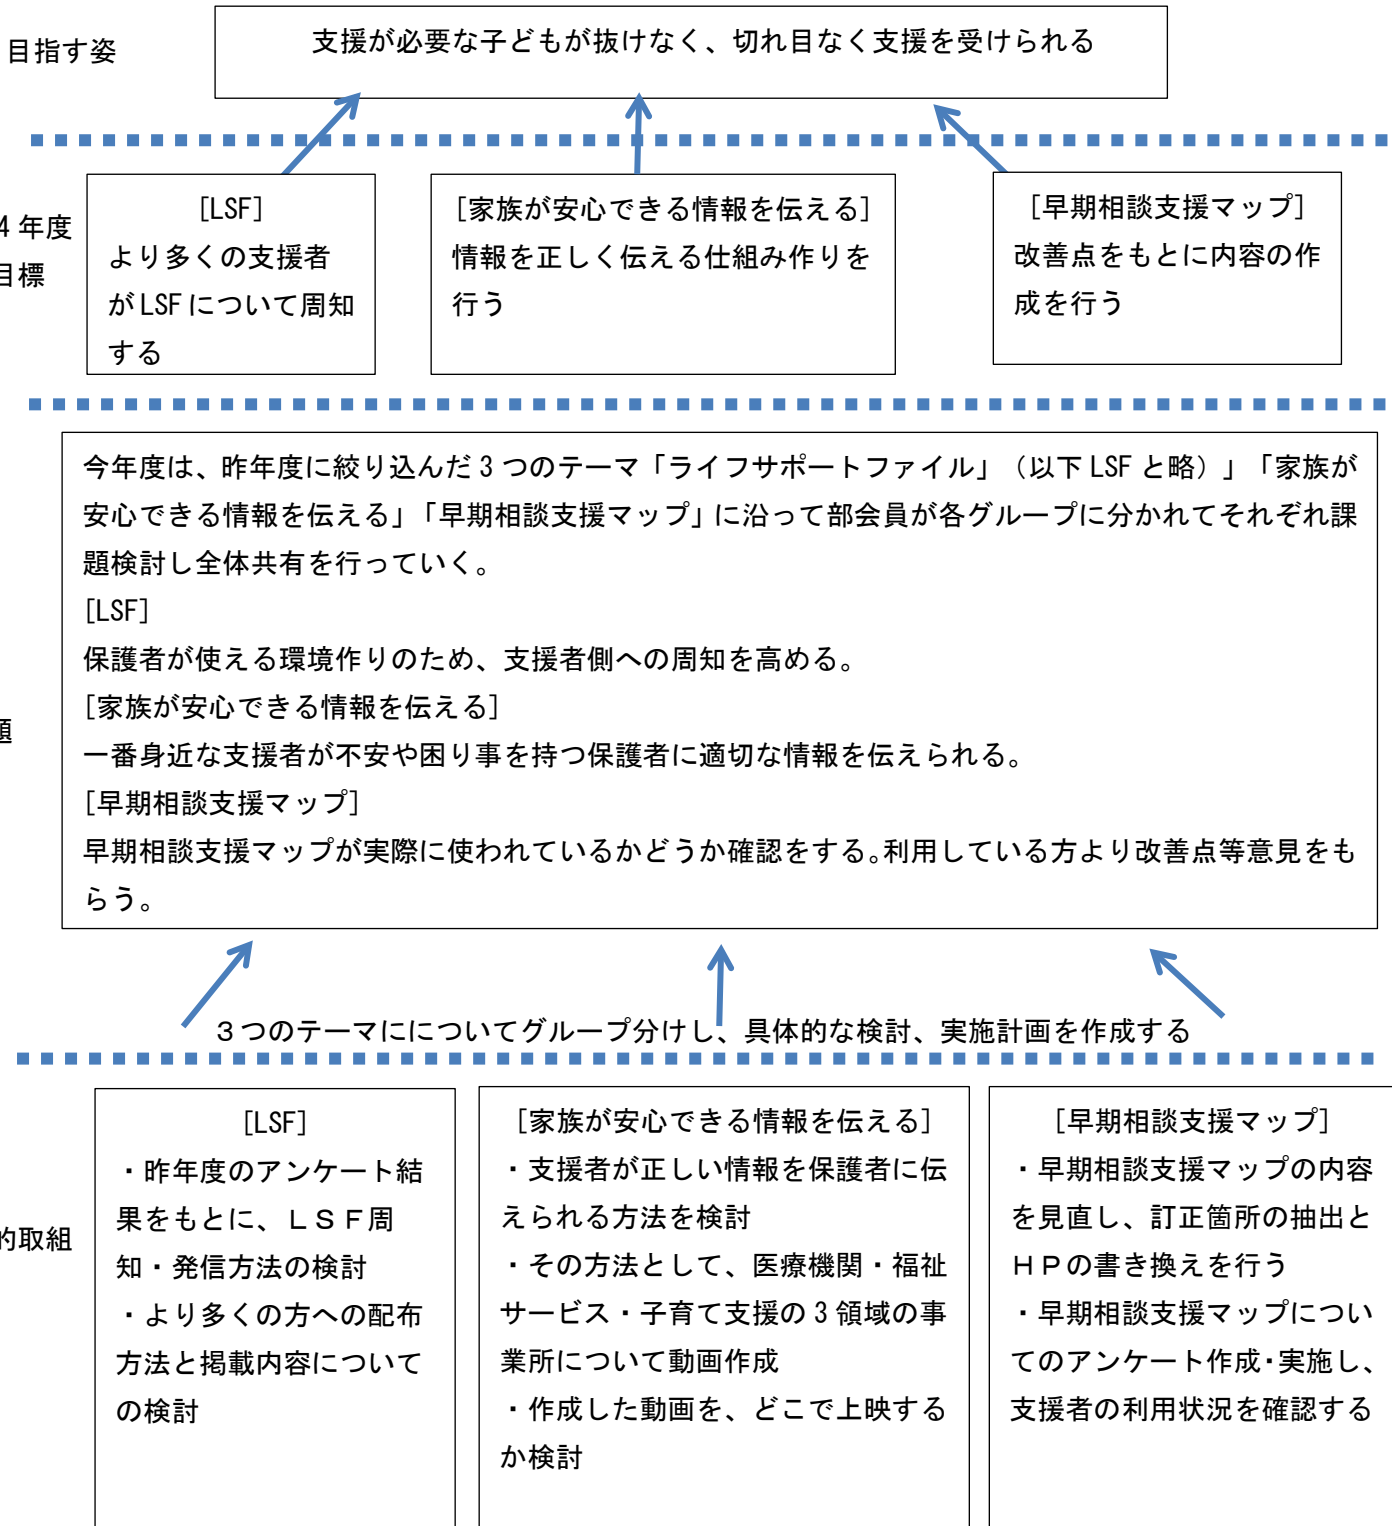 目指す姿
支援が必要な子どもが抜けなく、切れ目なく支援を受けられる
4年度
目標
[LSF]
より多くの支援者
がLSFについて周知
する
[家族が安心できる情報を伝える]
情報を正しく伝える仕組み作りを
行う
[早期相談支援マップ]
改善点をもとに内容の作
成を行う
題
今年度は、昨年度に絞り込んだ3つのテーマ「ライフサポートファイル」（以下LSFと略）」「家族が
安心できる情報を伝える」「早期相談支援マップ」に沿って部会員が各グループに分かれてそれぞれ課
題検討し全体共有を行っていく。
[LSF]
保護者が使える環境作りのため、支援者側への周知を高める。
[家族が安心できる情報を伝える]
一番身近な支援者が不安や困り事を持つ保護者に適切な情報を伝えられる。
[早期相談支援マップ]
早期相談支援マップが実際に使われているかどうか確認をする。利用している方より改善点等意見をも
らう。
３つのテーマにについてグループ分けし、具体的な検討、実施計画を作成する
的取組
[LSF]
・昨年度のアンケート結
果をもとに、ＬＳＦ周
知・発信方法の検討
・より多くの方への配布
方法と掲載内容について
の検討
[家族が安心できる情報を伝える]
・支援者が正しい情報を保護者に伝
えられる方法を検討
・その方法として、医療機関・福祉
サービス・子育て支援の3領域の事
業所について動画作成
・作成した動画を、どこで上映する
か検討
[早期相談支援マップ]
・早期相談支援マップの内容
を見直し、訂正箇所の抽出と
ＨＰの書き換えを行う
・早期相談支援マップについ
てのアンケート作成・実施し、
支援者の利用状況を確認する